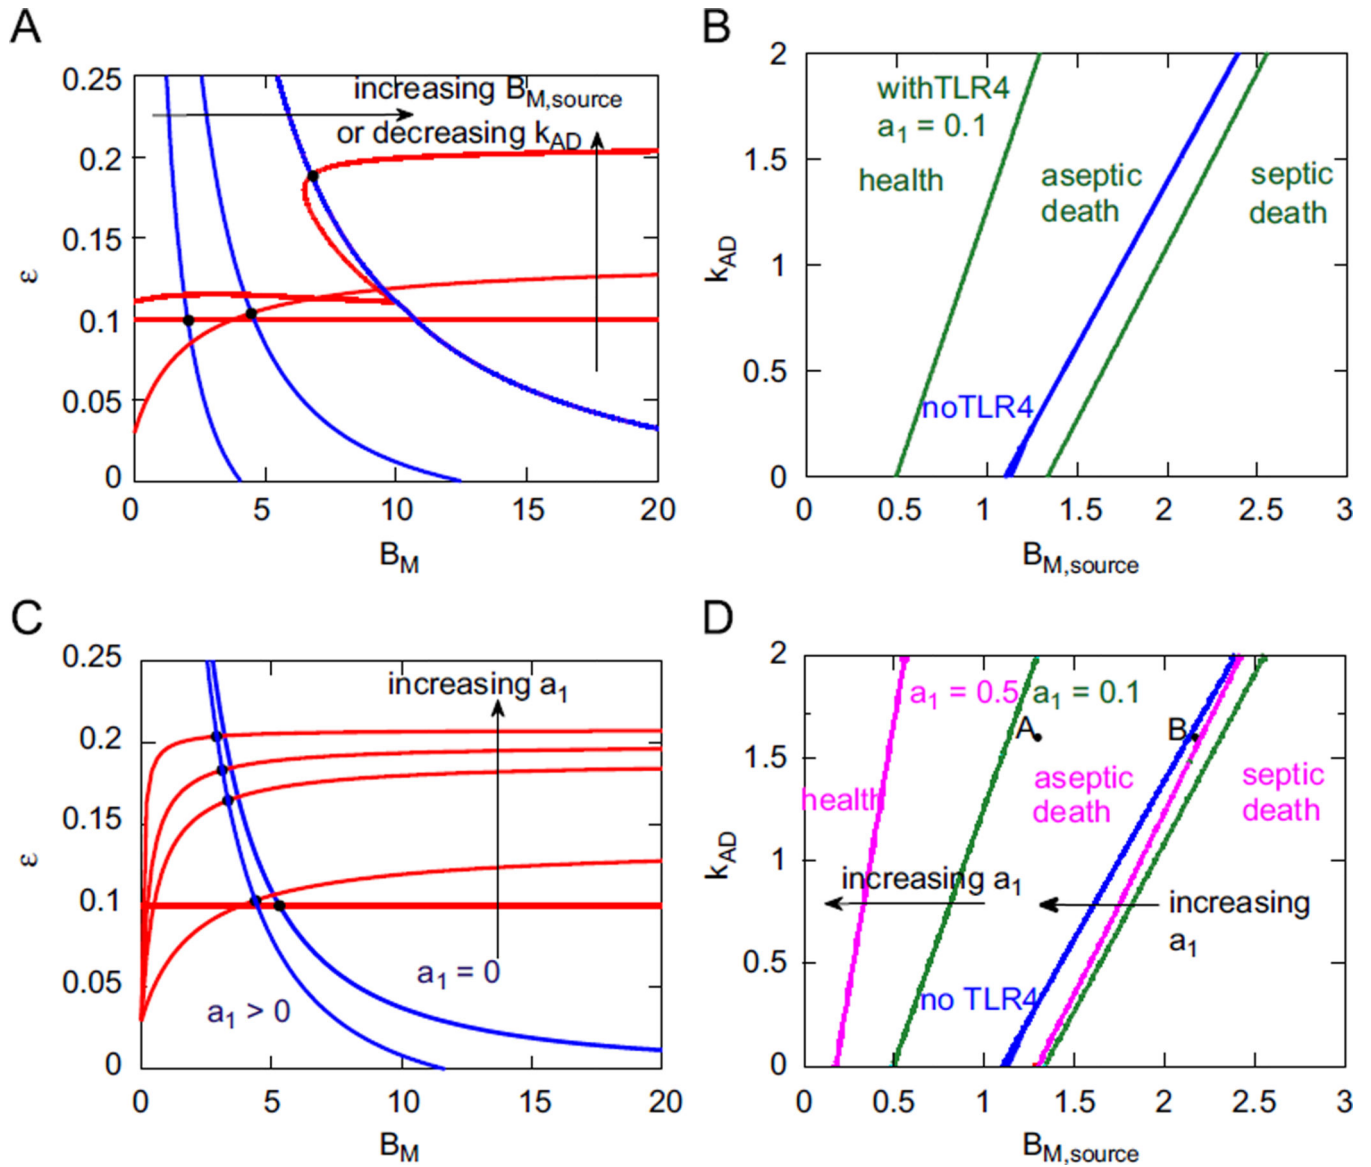 A
0.25
0.2
0.15
0.1
0.05
0
ε
increasing B_M,source
or decreasing k_AD
0 5 10 15 20
B_M
B
2
1.5
1
0.5
0
k_AD
withTLR4
a_1 = 0.1
health
aseptic
death
septic
death
noTLR4
0 0.5 1 1.5 2 2.5 3
B_M,source
C
0.25
0.2
0.15
0.1
0.05
0
ε
increasing a_1
a_1 = 0
a_1 > 0
0 5 10 15 20
B_M
D
2
1.5
1
0.5
0
k_AD
a_1 = 0.5
a_1 = 0.1
A
B
health
aseptic
death
septic
death
increasing a_1
increasing
a_1
no TLR4
0 0.5 1 1.5 2 2.5 3
B_M,source